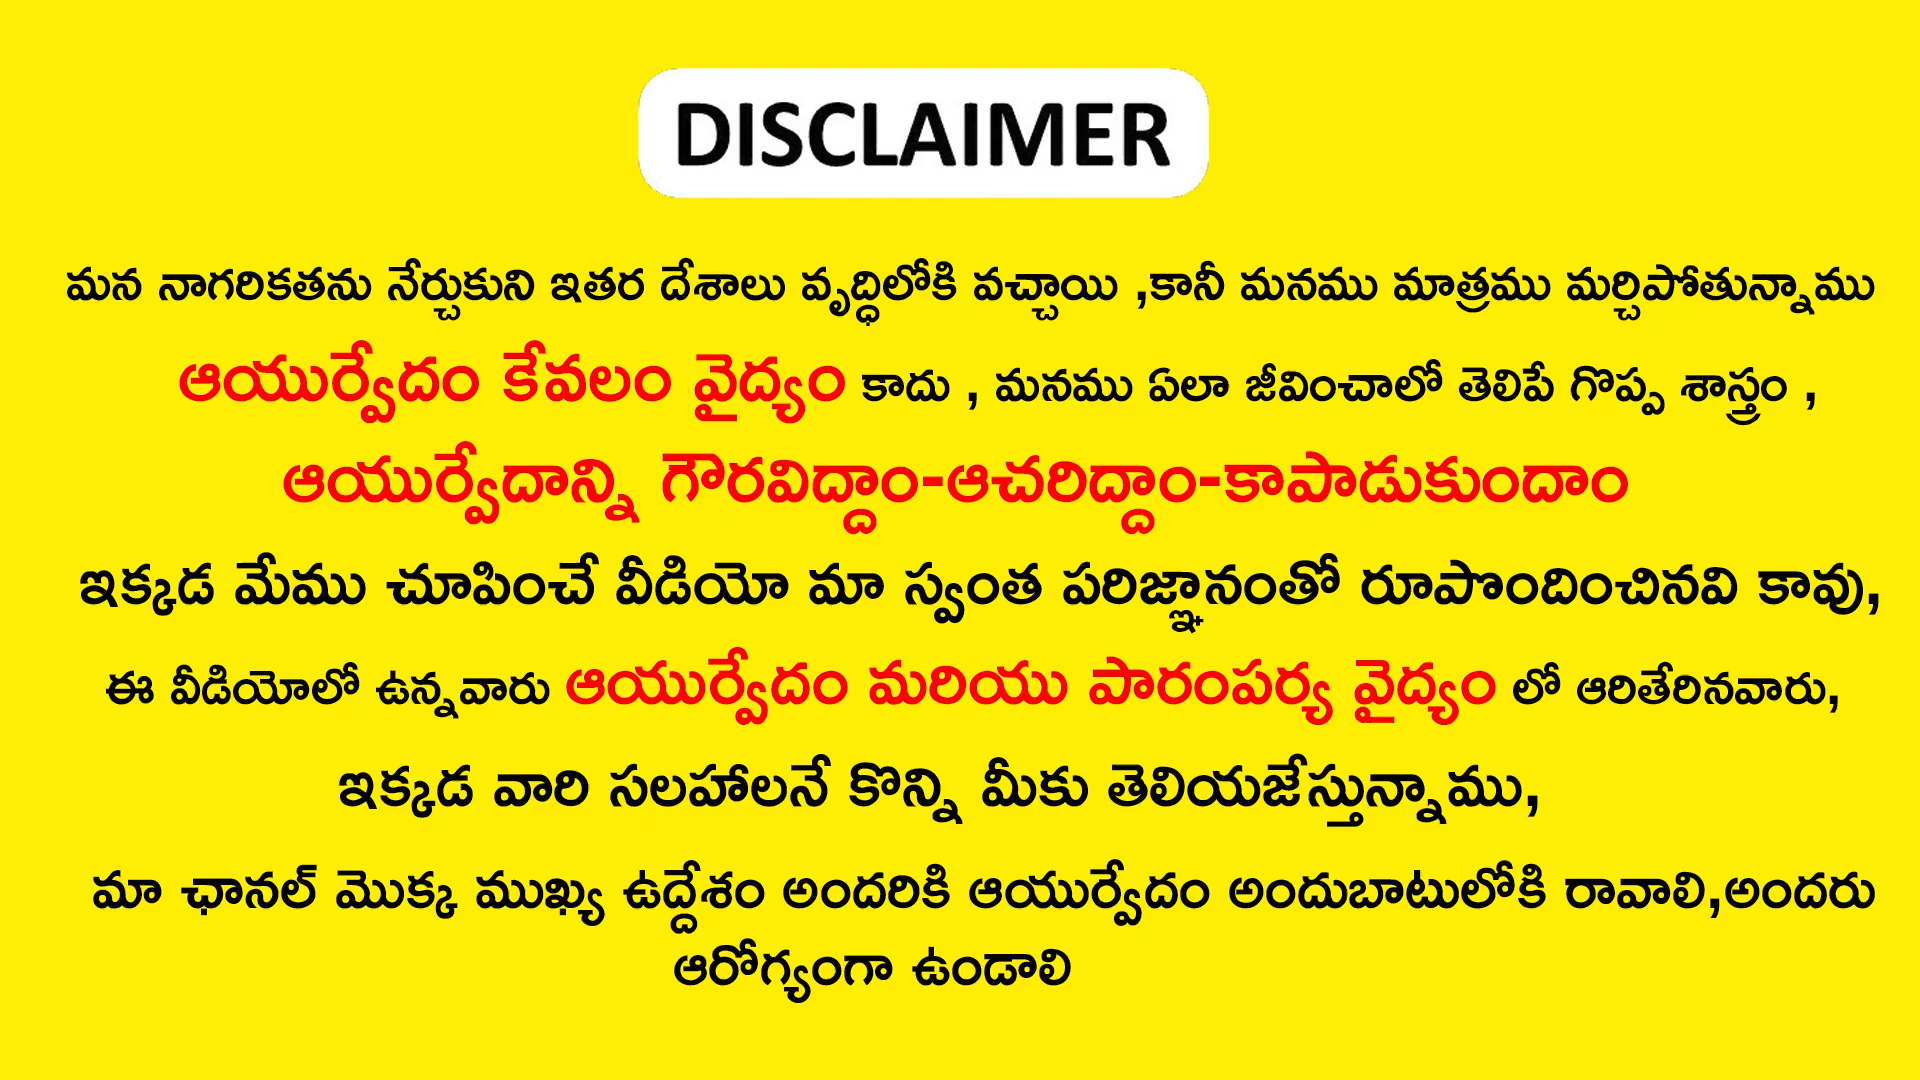 DISCLAIMER
మన నాగరికతను నేర్చుకుని ఇతర దేశాలు వృద్ధిలోకి వచ్చాయి ,కానీ మనము మాత్రము మర్చిపోతున్నాము
ఆయుర్వేదం కేవలం వైద్యం కాదు , మనము ఏలా జీవించాలో తెలిపే గొప్ప శాస్త్రం ,
ఆయుర్వేదాన్ని గౌరవిద్దాం-ఆచరిద్దాం-కాపాడుకుందాం
ఇక్కడ మేము చూపించే వీడియో మా స్వంత పరిజ్ఞానంతో రూపొందించినవి కావు,
ఈ వీడియోలో ఉన్నవారు ఆయుర్వేదం మరియు పారంపర్య వైద్యం లో ఆరితేరినవారు,
ఇక్కడ వారి సలహాలనే కొన్ని మీకు తెలియజేస్తున్నాము,
మా ఛానల్ మొక్క ముఖ్య ఉద్దేశం అందరికి ఆయుర్వేదం అందుబాటులోకి రావాలి,అందరు
ఆరోగ్యంగా ఉండాలి